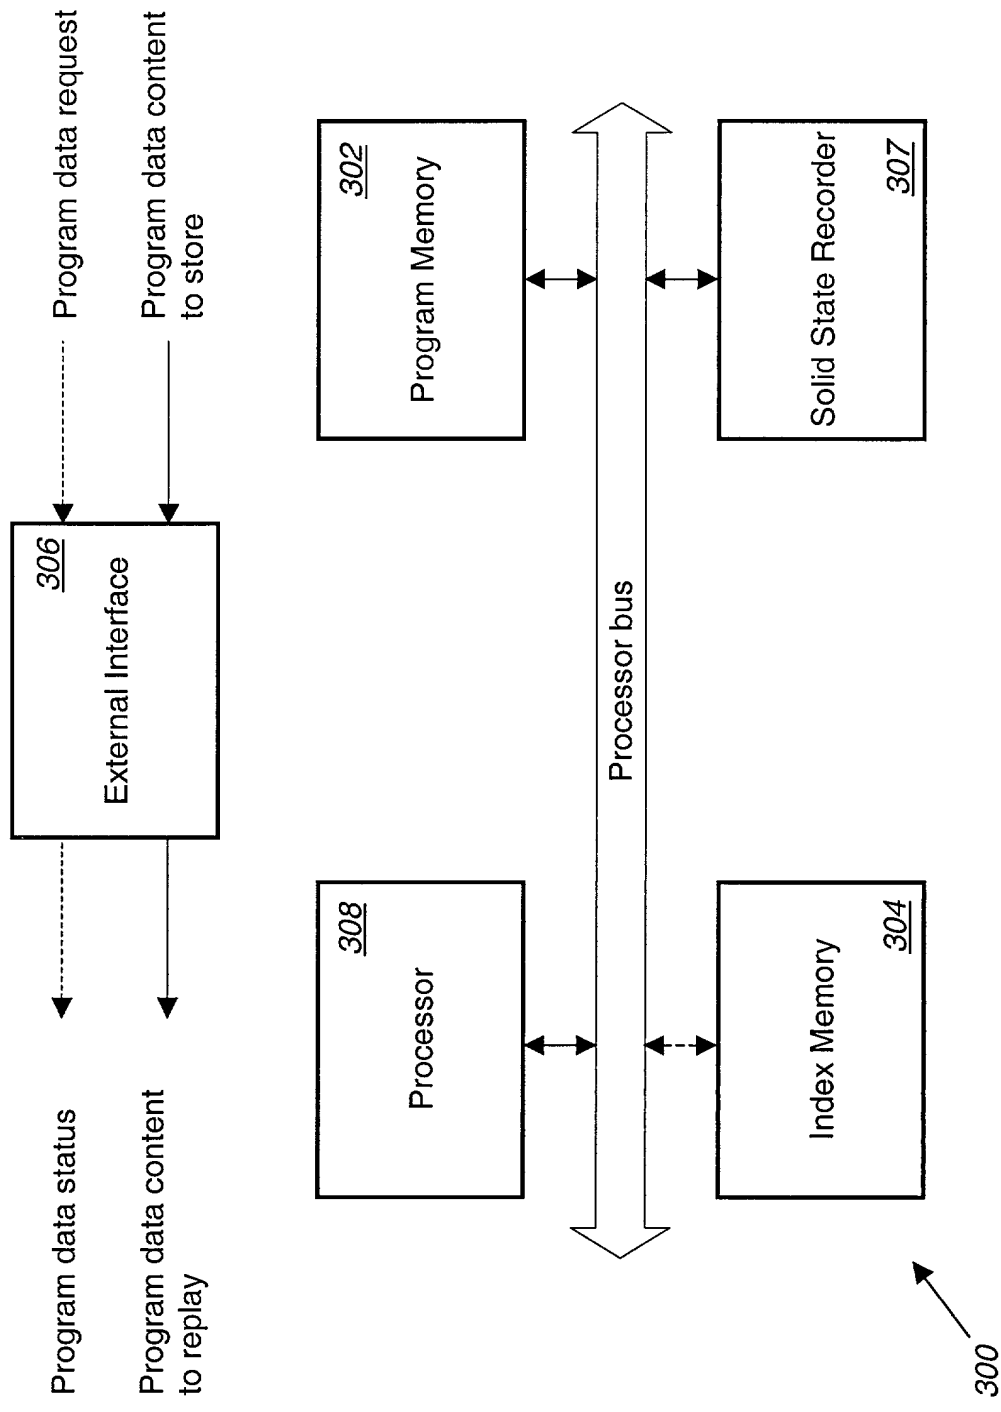 Program data status
Program data content
to replay
306
External Interface
Program data request
Program data content
to store
308
Processor
302
Program Memory
Processor bus
Index Memory
304
Solid State Recorder
307
300